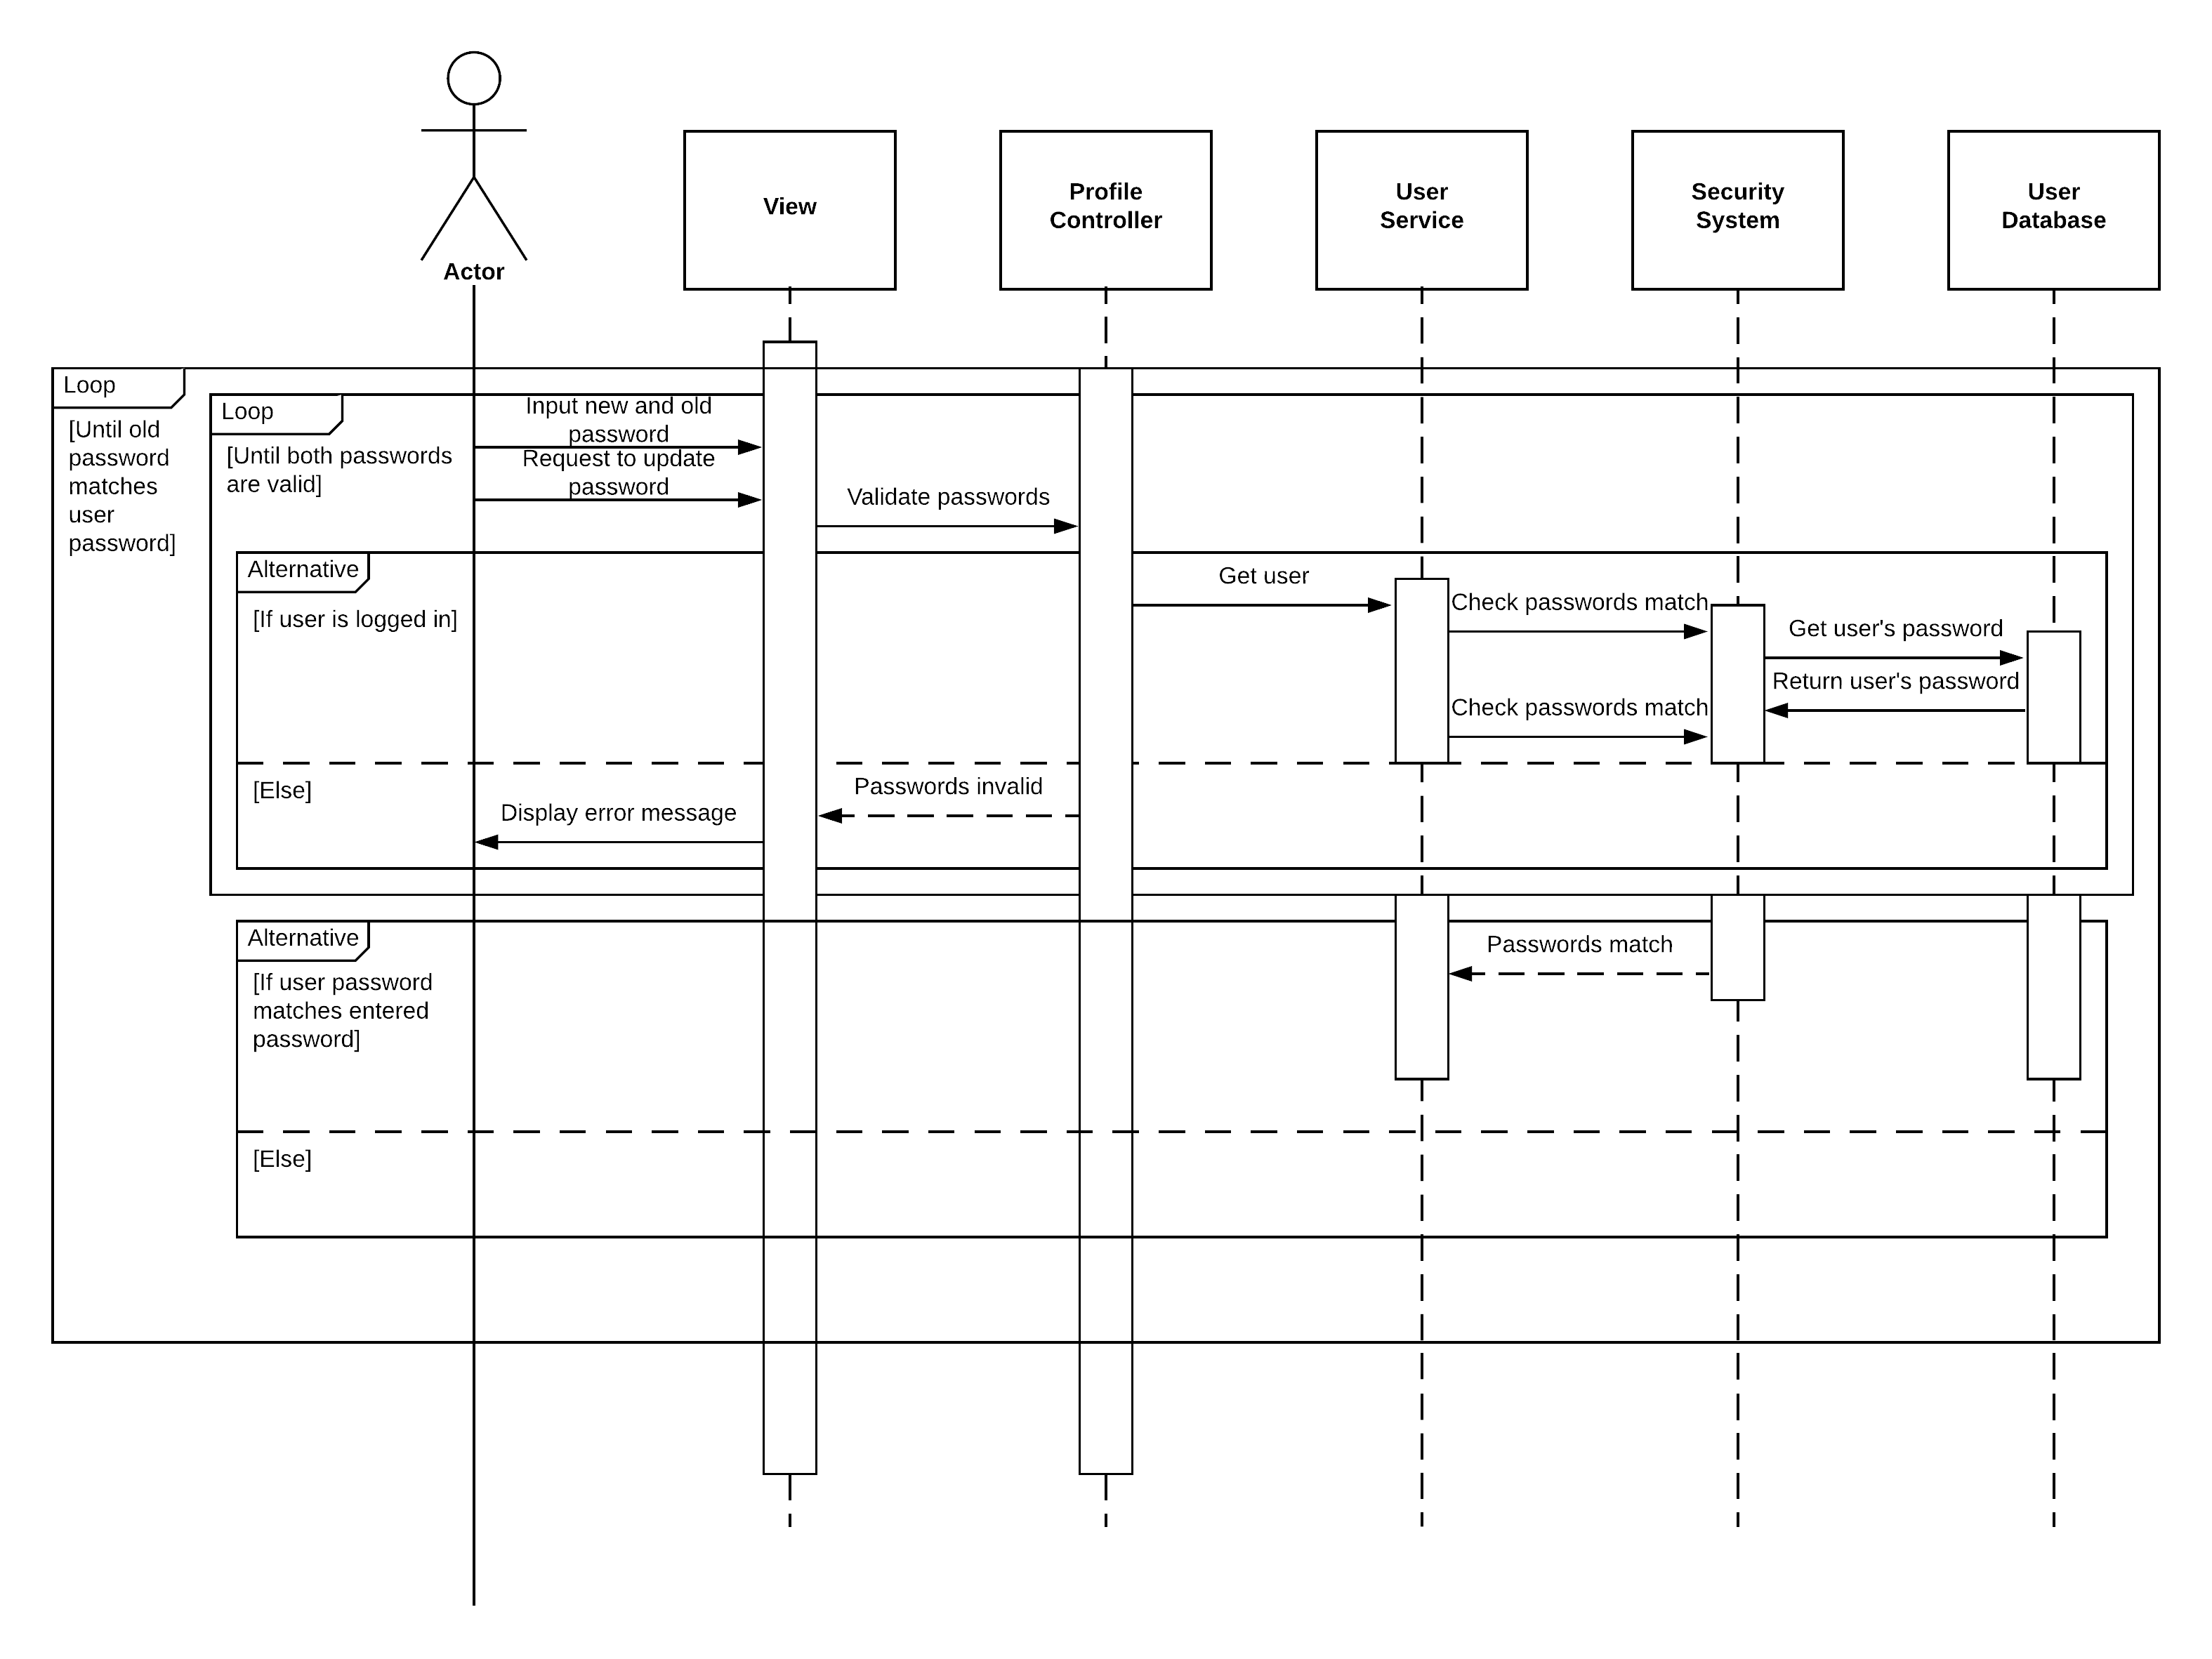 Actor
View
Profile
Controller
User
Service
Security
System
User
Database
Loop
[Until old
password
matches
user
password]
Loop
[Until both passwords
are valid]
Input new and old
password
Request to update
password
Validate passwords
Alternative
[If user is logged in]
Get user
Check passwords match
Get user's password
Return user's password
Check passwords match
[Else]
Passwords invalid
Display error message
Alternative
[If user password
matches entered
password]
Passwords match
[Else]